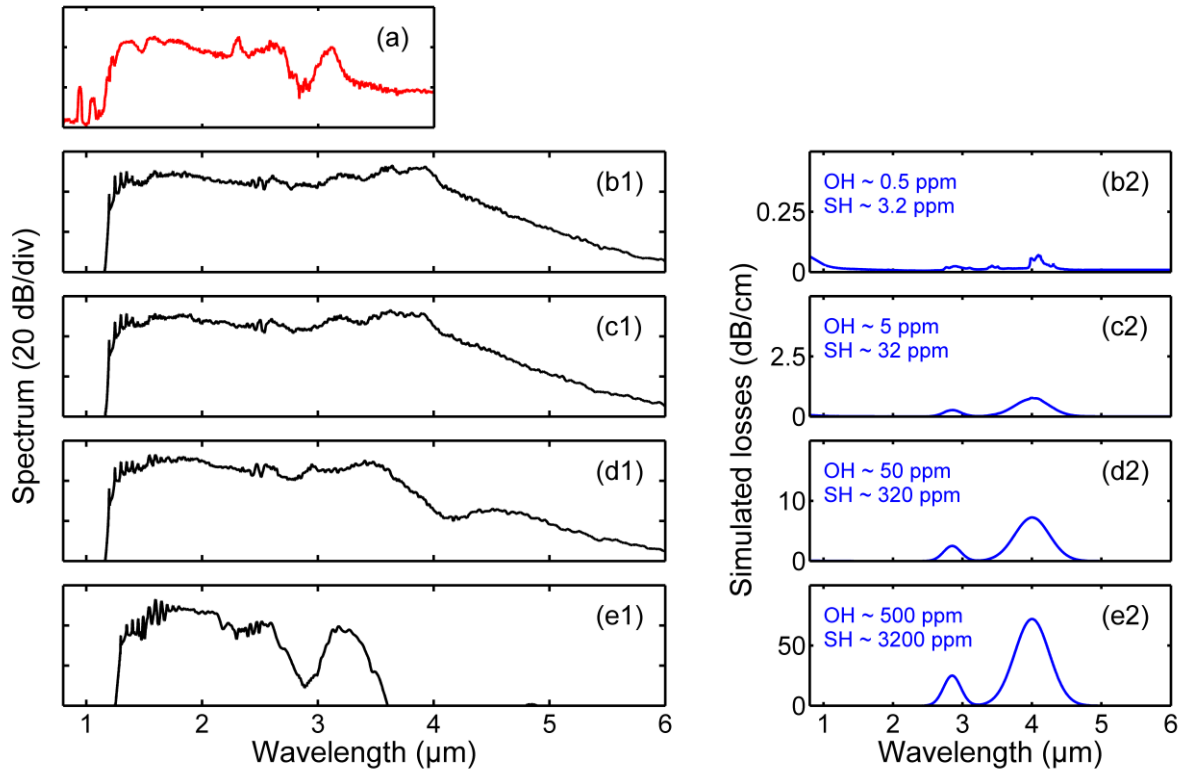 (a)
(b1)
(c1)
(d1)
(e1)
Spectrum (20 dB/div)
1 2 3 4 5 6
Wavelength (µm)
OH ~ 0.5 ppm
SH ~ 3.2 ppm
(b2)
0.25
0
OH ~ 5 ppm
SH ~ 32 ppm
(c2)
2.5
0
OH ~ 50 ppm
SH ~ 320 ppm
(d2)
10
0
OH ~ 500 ppm
SH ~ 3200 ppm
(e2)
50
0
Simulated losses (dB/cm)
1 2 3 4 5 6
Wavelength (µm)